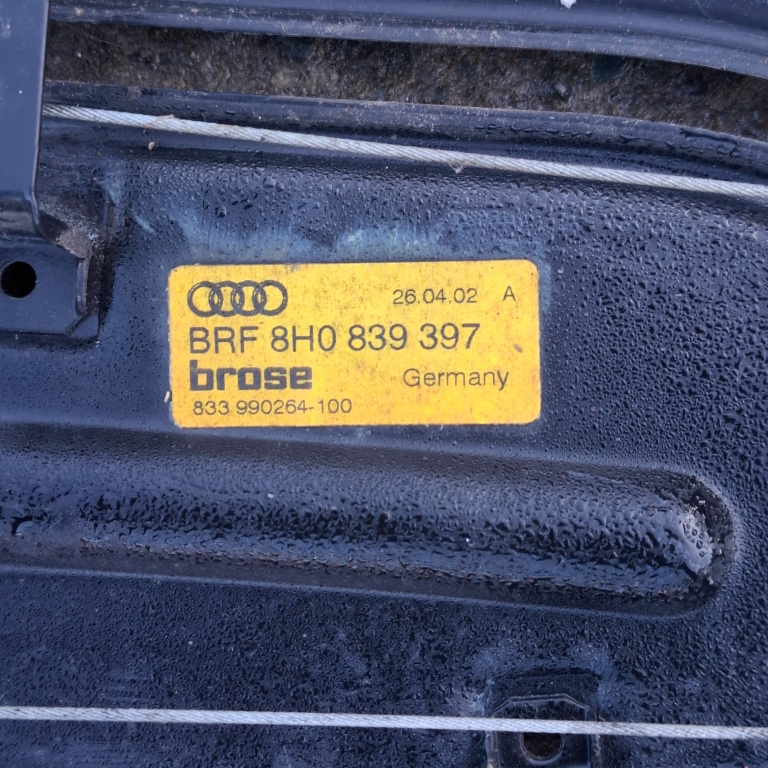 26.04.02 A
BRF 8H0 839 397
brose Germany
833 990264-100